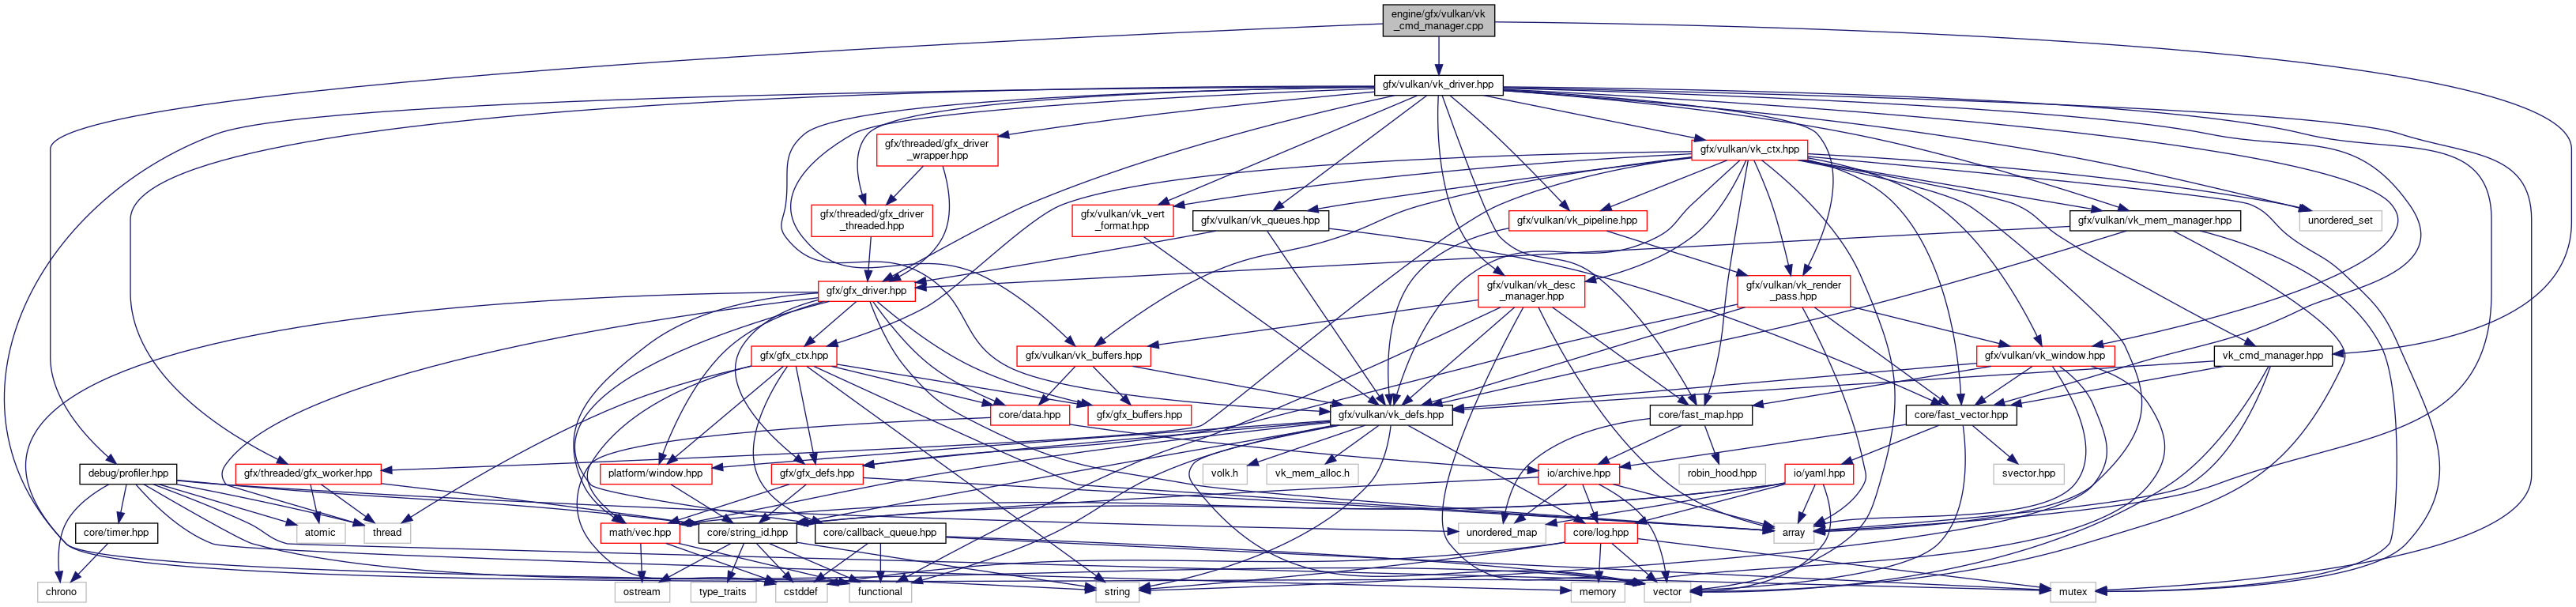 engine/gfx/vulkan/vk
_cmd_manager.cpp
gfx/vulkan/vk_driver.hpp
gfx/threaded/gfx_driver
_wrapper.hpp
gfx/vulkan/vk_ctx.hpp
gfx/threaded/gfx_driver
_threaded.hpp
gfx/vulkan/vk_vert
_format.hpp
gfx/vulkan/vk_queues.hpp
gfx/vulkan/vk_pipeline.hpp
gfx/vulkan/vk_mem_manager.hpp
unordered_set
gfx/gfx_driver.hpp
gfx/vulkan/vk_desc
_manager.hpp
gfx/vulkan/vk_render
_pass.hpp
gfx/gfx_ctx.hpp
gfx/vulkan/vk_buffers.hpp
gfx/vulkan/vk_window.hpp
vk_cmd_manager.hpp
core/data.hpp
gfx/gfx_buffers.hpp
gfx/vulkan/vk_defs.hpp
core/fast_map.hpp
core/fast_vector.hpp
debug/profiler.hpp
gfx/threaded/gfx_worker.hpp
platform/window.hpp
gfx/gfx_defs.hpp
volk.h
vk_mem_alloc.h
io/archive.hpp
robin_hood.hpp
io/yaml.hpp
svector.hpp
core/timer.hpp
atomic
thread
math/vec.hpp
core/string_id.hpp
core/callback_queue.hpp
unordered_map
core/log.hpp
array
chrono
ostream
type_traits
cstddef
functional
string
memory
vector
mutex